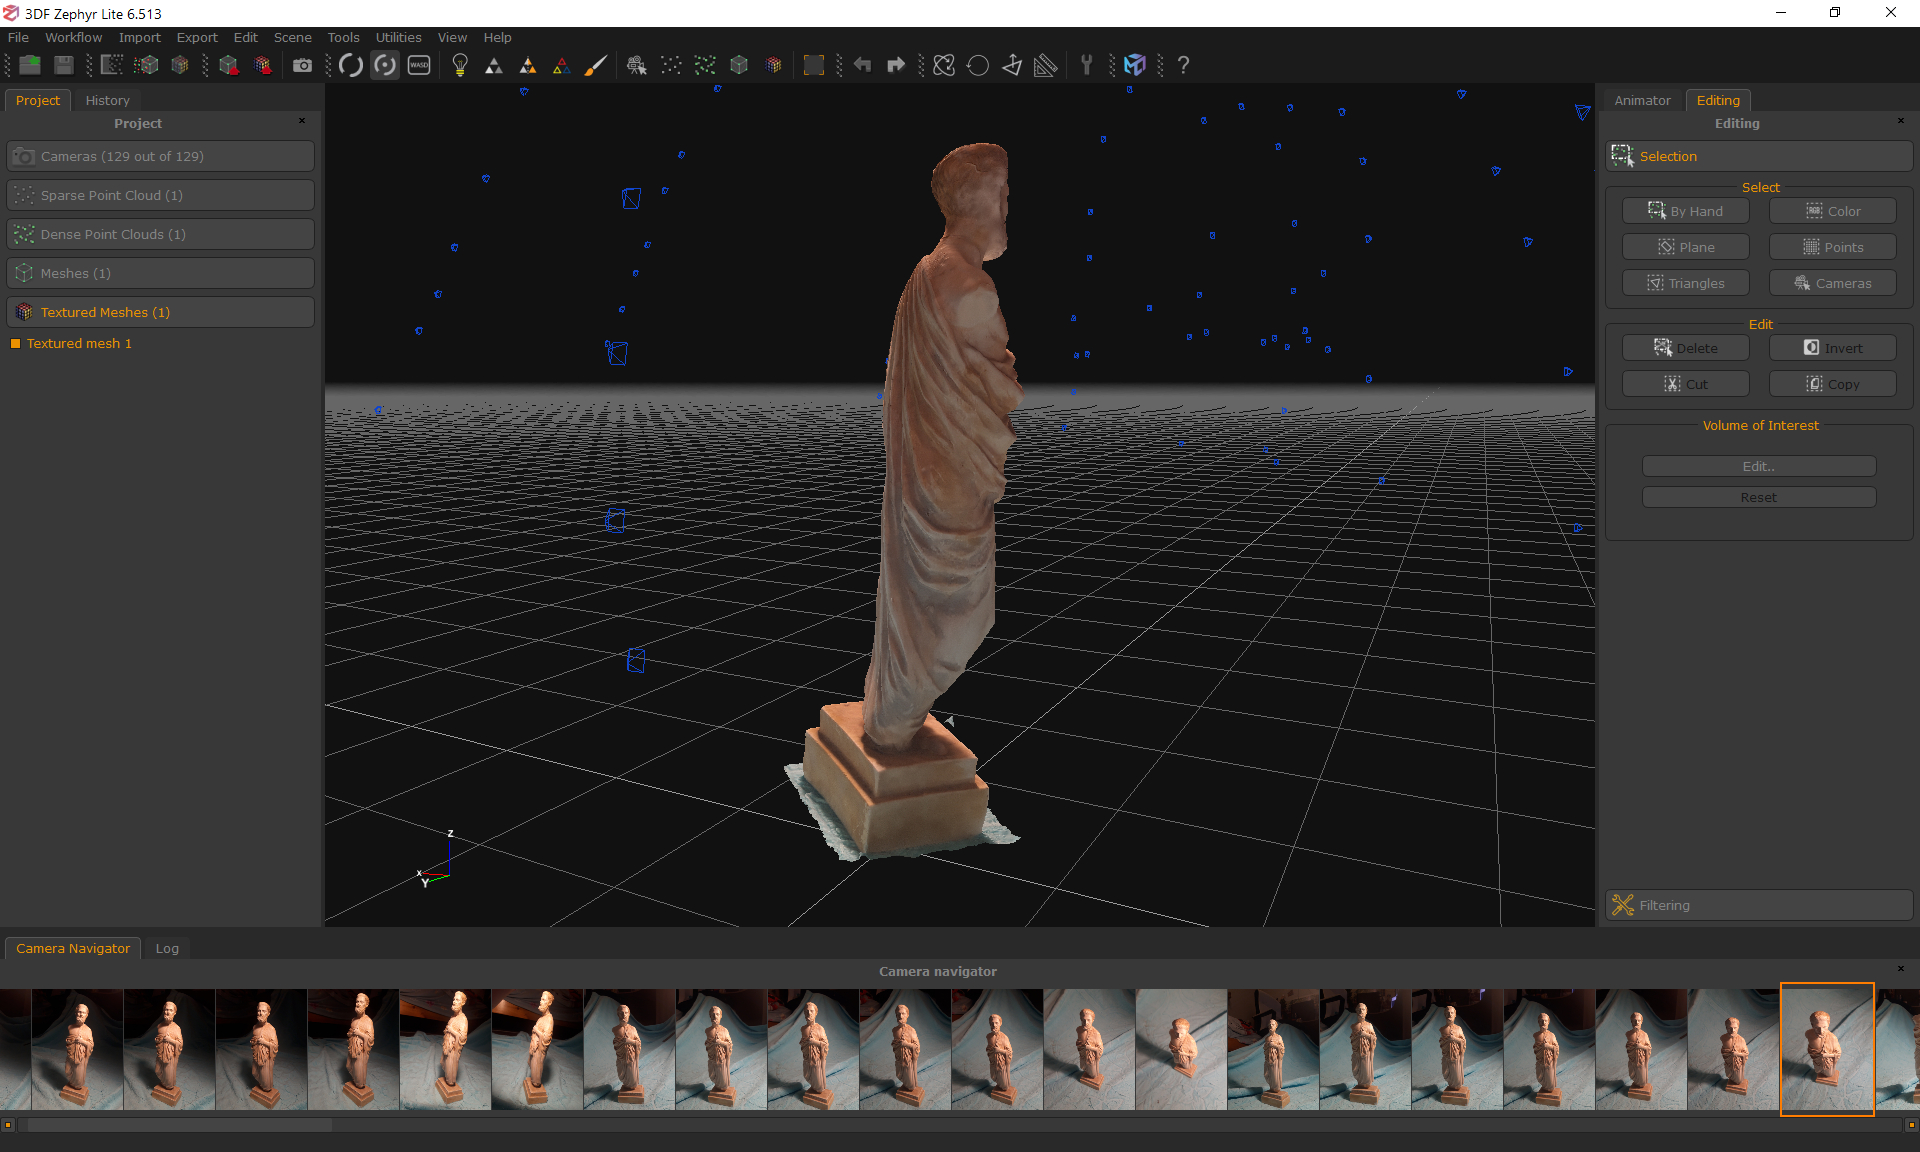 3DF Zephyr Lite 6.513
File Workflow Import Export Edit Scene Tools Utilities View Help
WASD
Project History
Project
Cameras (129 out of 129)
Sparse Point Cloud (1)
Dense Point Clouds (1)
Meshes (1)
Textured Meshes (1)
Textured mesh 1
z
x
Y
Animator Editing
Editing
Selection
Select
By Hand RGB Color
Plane Points
Triangles Cameras
Edit
Delete Invert
Cut Copy
Volume of Interest
Edit..
Reset
Filtering
Camera Navigator Log
Camera navigator